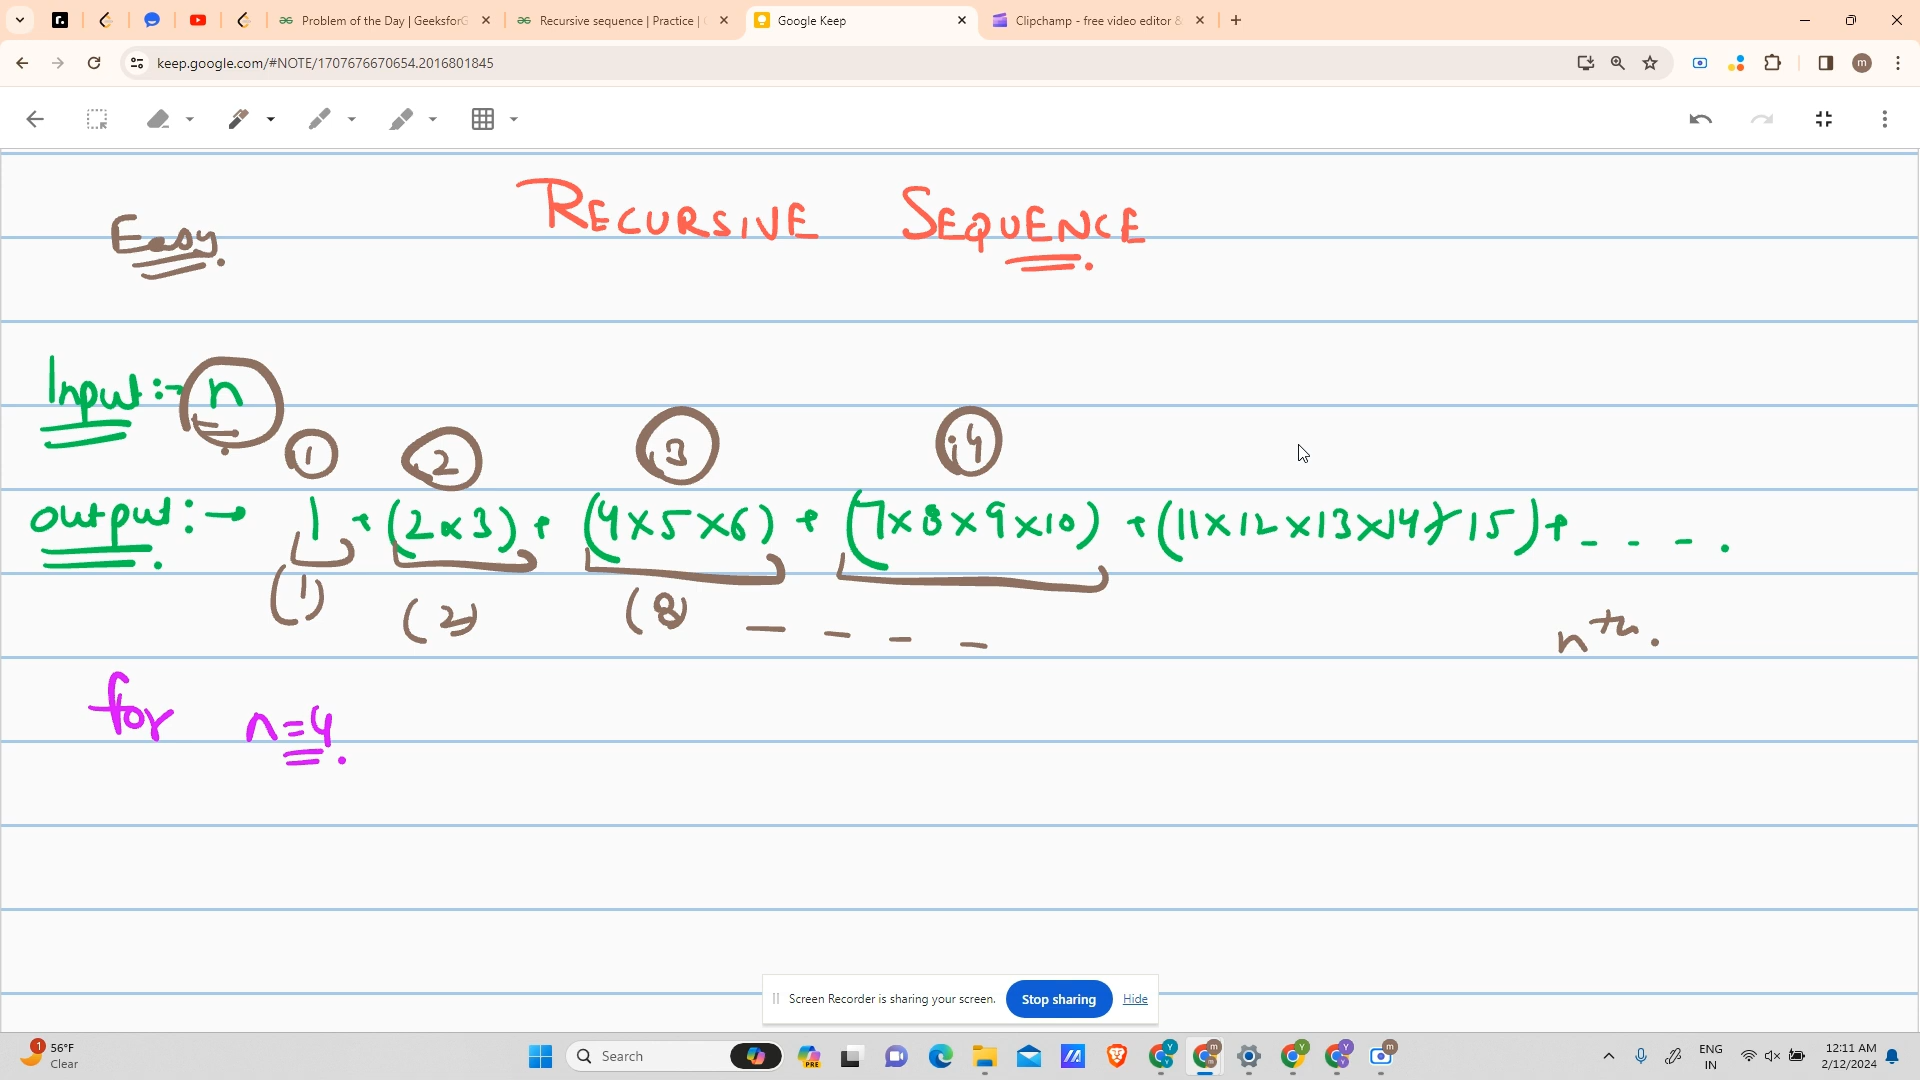 Problem of the Day | GeeksforG
Recursive sequence | Practice |
Google Keep
Clipchamp - free video editor &
keep.google.com/#NOTE/1707676670654.2016801845
m
RECURSIVE SEQUENCE
Easy
Input :- n
1 2 3 4
output :→ 1 + (2 x 3) + (4 x 5 x 6) + (7 x 8 x 9 x 10) + (11 x 12 x 13 x 14 x 15) + - - - - .
(1) (2) (3) - - - - nth.
for n=4.
Screen Recorder is sharing your screen. Stop sharing Hide
1 56°F
Clear
Search
PRE
ENG
IN
12:11 AM
2/12/2024